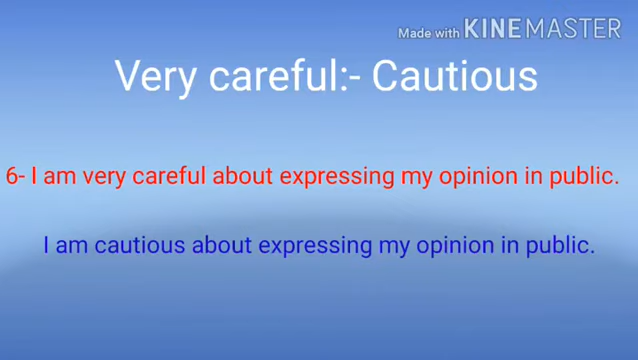 Made with KINEMASTER
Very careful:- Cautious
6- I am very careful about expressing my opinion in public.
I am cautious about expressing my opinion in public.